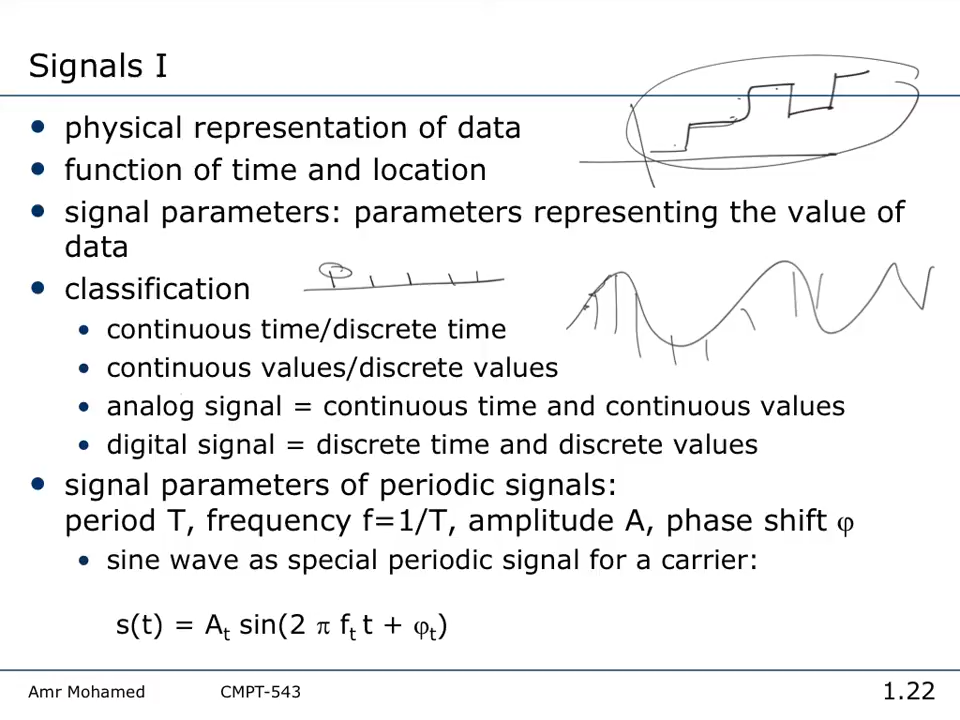 Signals I
• physical representation of data
• function of time and location
• signal parameters: parameters representing the value of
data
• classification
• continuous time/discrete time
• continuous values/discrete values
• analog signal = continuous time and continuous values
• digital signal = discrete time and discrete values
• signal parameters of periodic signals:
period T, frequency f=1/T, amplitude A, phase shift φ
• sine wave as special periodic signal for a carrier:
s(t) = At sin(2 π ft t + φt)
Amr Mohamed CMPT-543 1.22